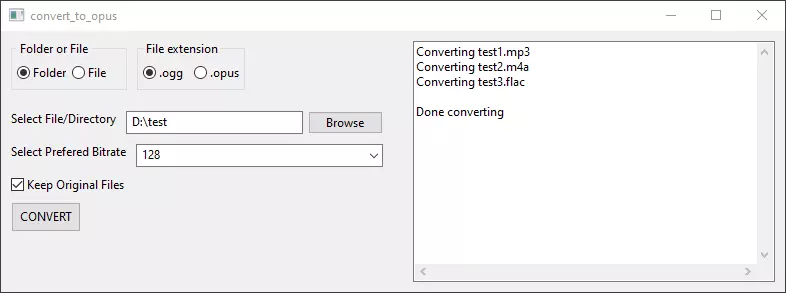 convert_to_opus
Folder or File
Folder File
File extension
.ogg .opus
Select File/Directory D:\test Browse
Select Prefered Bitrate 128
Keep Original Files
CONVERT
Converting test1.mp3
Converting test2.m4a
Converting test3.flac
Done converting